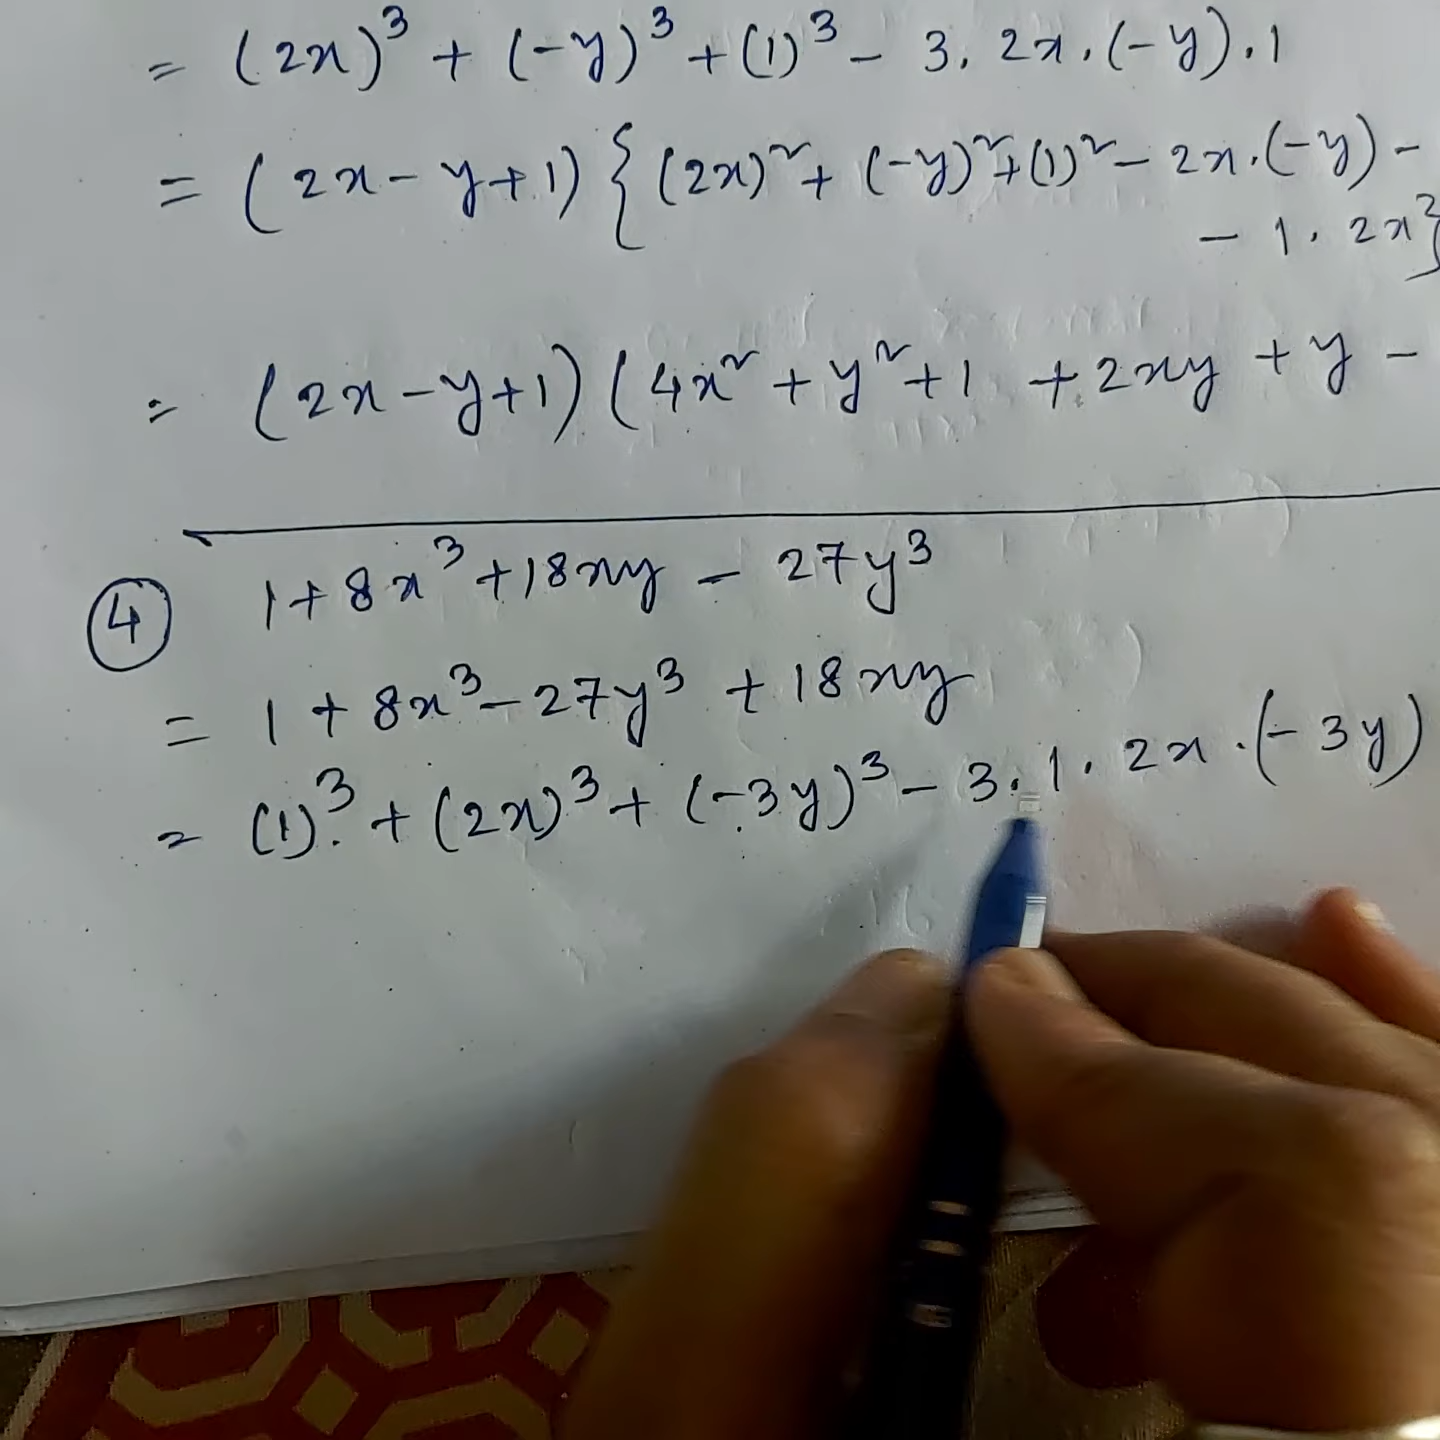 = (2x)³ + (-y)³ + (1)³ - 3. 2x. (-y). 1
= (2x - y + 1) { (2x)² + (-y)² + (1)² - 2x. (-y) -
- 1. 2x }
= (2x - y + 1) (4x² + y² + 1 + 2xy + y -
④ 1 + 8x³ + 18xy - 27y³
= 1 + 8x³ - 27y³ + 18xy
= (1)³ + (2x)³ + (-3y)³ - 3. 1. 2x. (-3y)